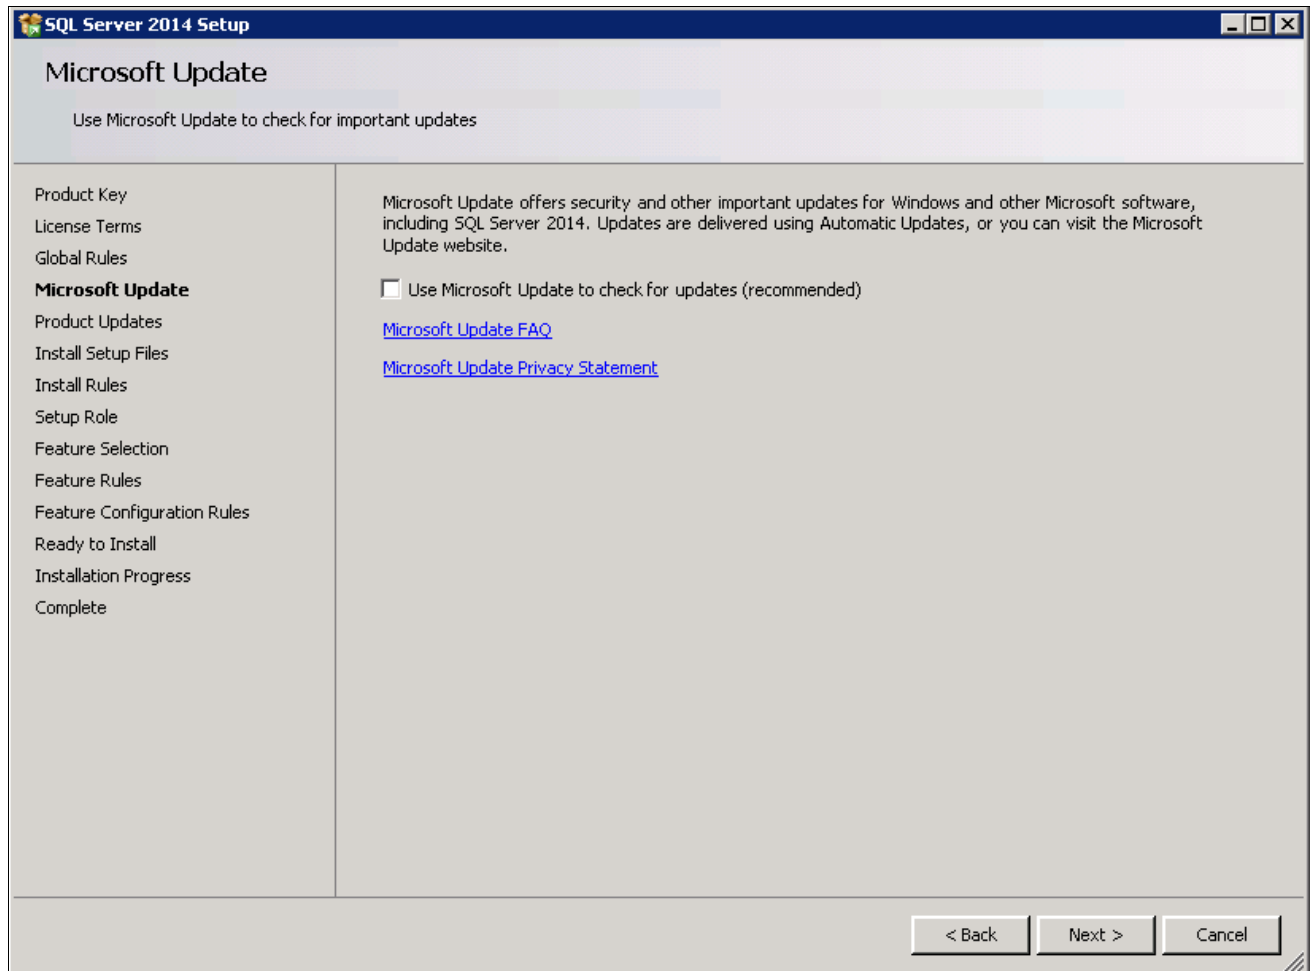 SQL Server 2014 Setup
Microsoft Update
Use Microsoft Update to check for important updates
Product Key
License Terms
Global Rules
Microsoft Update
Product Updates
Install Setup Files
Install Rules
Setup Role
Feature Selection
Feature Rules
Feature Configuration Rules
Ready to Install
Installation Progress
Complete
Microsoft Update offers security and other important updates for Windows and other Microsoft software,
including SQL Server 2014. Updates are delivered using Automatic Updates, or you can visit the Microsoft
Update website.
Use Microsoft Update to check for updates (recommended)
Microsoft Update FAQ
Microsoft Update Privacy Statement
< Back
Next >
Cancel